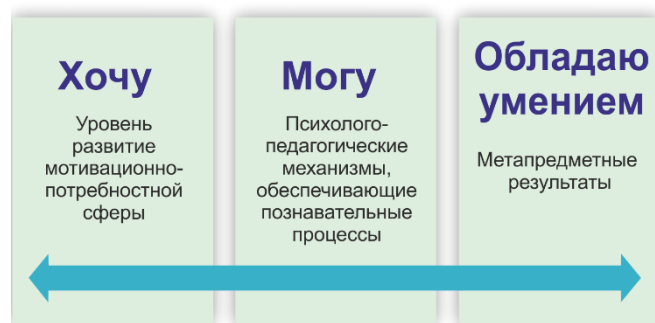 Хочу
Уровень
развитие
мотивационно-
потребностной
сферы
Могу
Психолого-
педагогические
механизмы,
обеспечивающие
познавательные
процессы
Обладаю
умением
Метапредметные
результаты